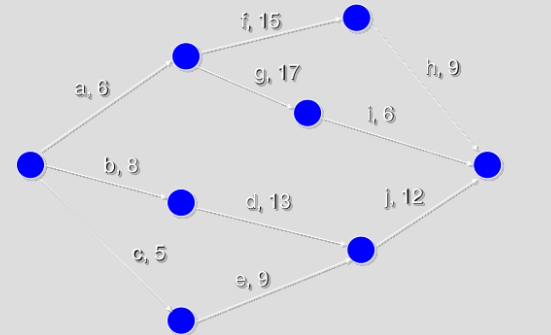 f, 15
h, 9
g, 17
a, 6
i, 6
b, 8
d, 13
j, 12
c, 5
e, 9